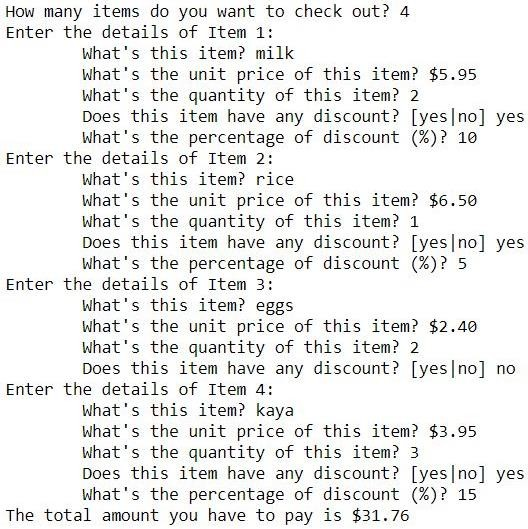 How many items do you want to check out? 4
Enter the details of Item 1:
What's this item? milk
What's the unit price of this item? $5.95
What's the quantity of this item? 2
Does this item have any discount? [yes|no] yes
What's the percentage of discount (%)? 10
Enter the details of Item 2:
What's this item? rice
What's the unit price of this item? $6.50
What's the quantity of this item? 1
Does this item have any discount? [yes|no] yes
What's the percentage of discount (%)? 5
Enter the details of Item 3:
What's this item? eggs
What's the unit price of this item? $2.40
What's the quantity of this item? 2
Does this item have any discount? [yes|no] no
Enter the details of Item 4:
What's this item? kaya
What's the unit price of this item? $3.95
What's the quantity of this item? 3
Does this item have any discount? [yes|no] yes
What's the percentage of discount (%)? 15
The total amount you have to pay is $31.76